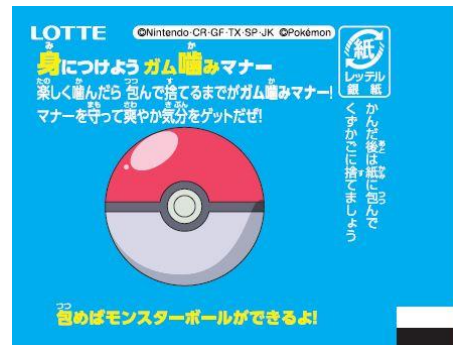 LOTTE
©Nintendo・CR・GF・TX・SP・JK ©Pokémon
身につけよう ガム噛みマナー
楽しく噛んだら 包んで捨てるまでがガム噛みマナー!
マナーを守って爽やか気分をゲットだぜ!
包めばモンスターボールができるよ!
紙
レッテル
銀紙
かんだ後は紙に包んで
くずかごに捨てましょう